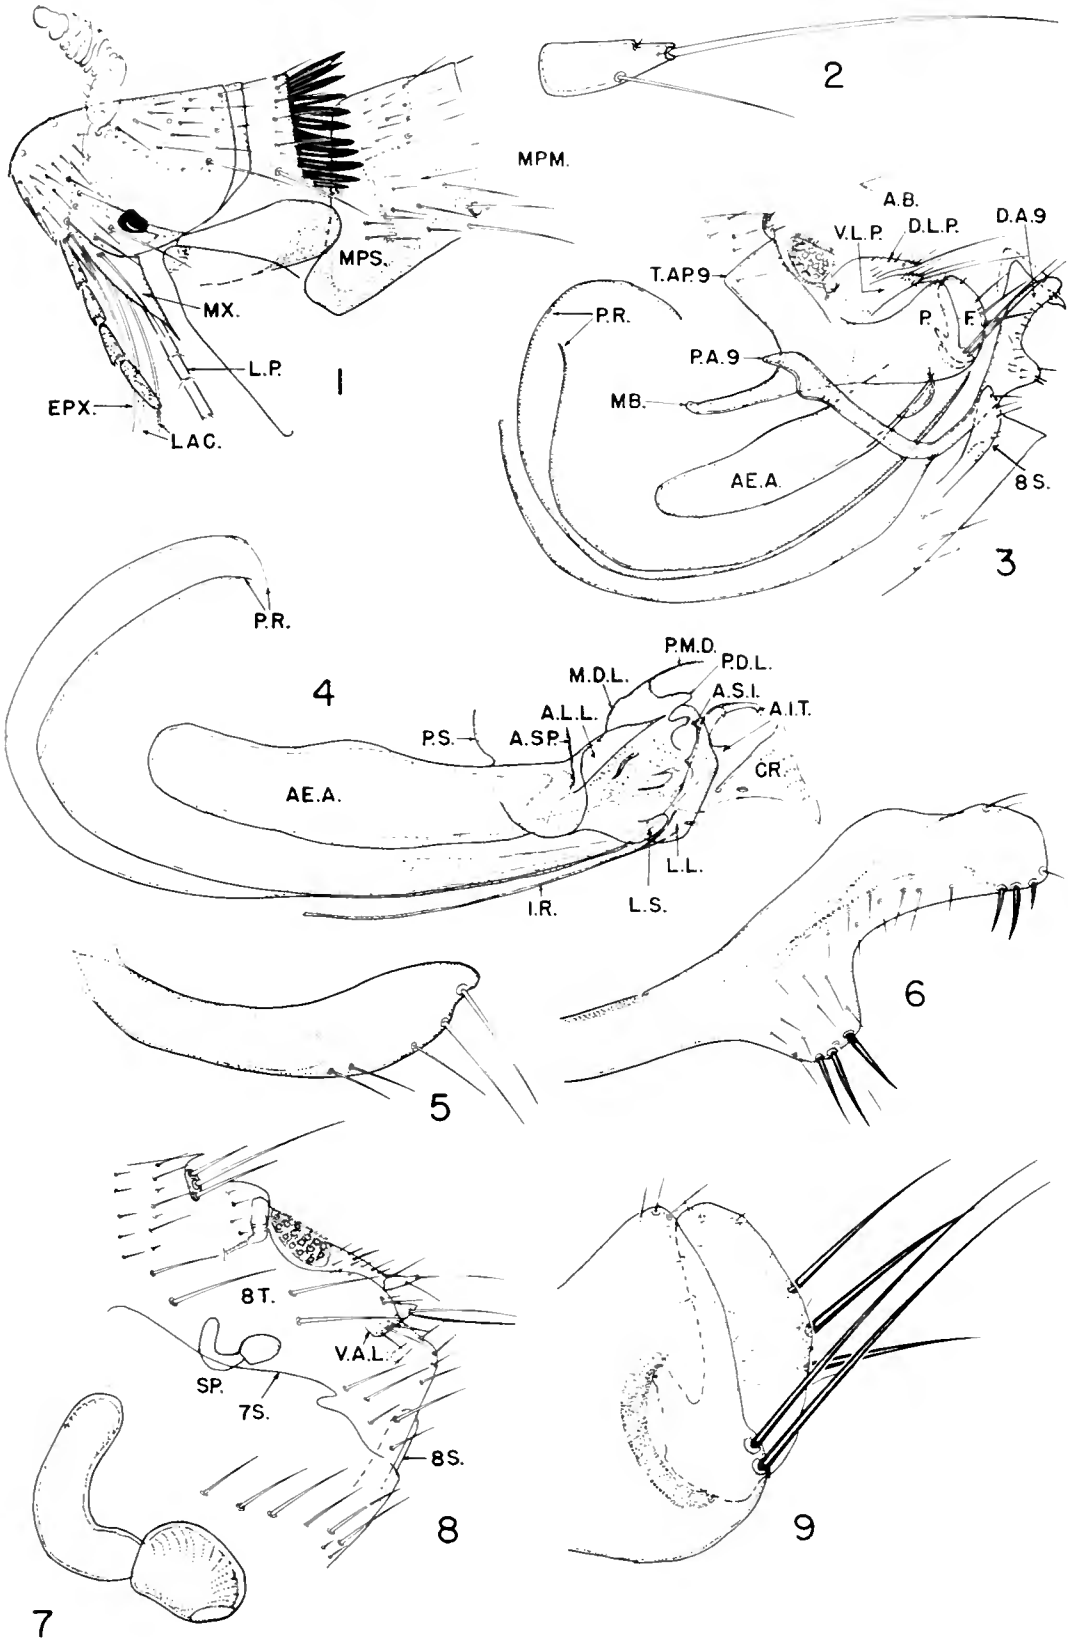 2
MPM.
MPS.
MX.
L.P.
1
EPX.
LAC.
A.B.
V.L.P.
D.L.P.
D.A.9
T.AP.9
P.R.
P.
F.
P.A.9
MB.
AE.A.
8S.
3
P.R.
4
P.M.D.
P.D.L.
M.D.L.
A.S.I.
A.L.L.
A.I.T.
P.S.
A.SP.
CR.
AE.A.
L.L.
I.R.
L.S.
5
6
8T.
V.A.L.
SP.
7S.
8S.
8
7
9